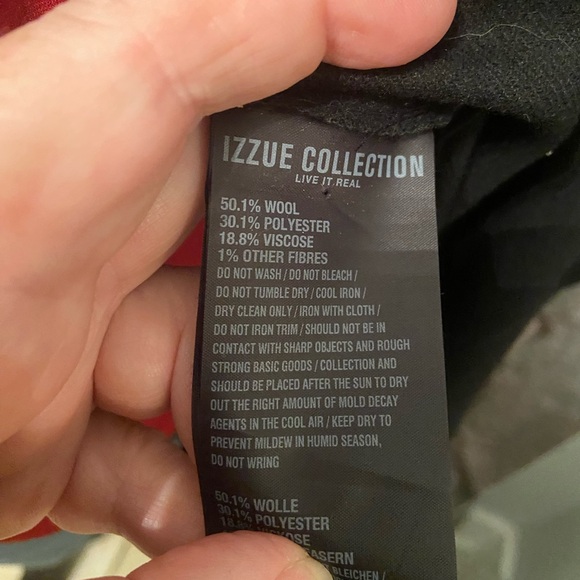 IZZUE COLLECTION
LIVE IT REAL
50.1% WOOL
30.1% POLYESTER
18.8% VISCOSE
1% OTHER FIBRES
DO NOT WASH / DO NOT BLEACH /
DO NOT TUMBLE DRY / COOL IRON /
DRY CLEAN ONLY / IRON WITH CLOTH /
DO NOT IRON TRIM / SHOULD NOT BE IN
CONTACT WITH SHARP OBJECTS AND ROUGH
STRONG BASIC GOODS / COLLECTION AND
SHOULD BE PLACED AFTER THE SUN TO DRY
OUT THE RIGHT AMOUNT OF MOLD DECAY
AGENTS IN THE COOL AIR / KEEP DRY TO
PREVENT MILDEW IN HUMID SEASON,
DO NOT WRING
50.1% WOLLE
30.1% POLYESTER
BLEICHEN /